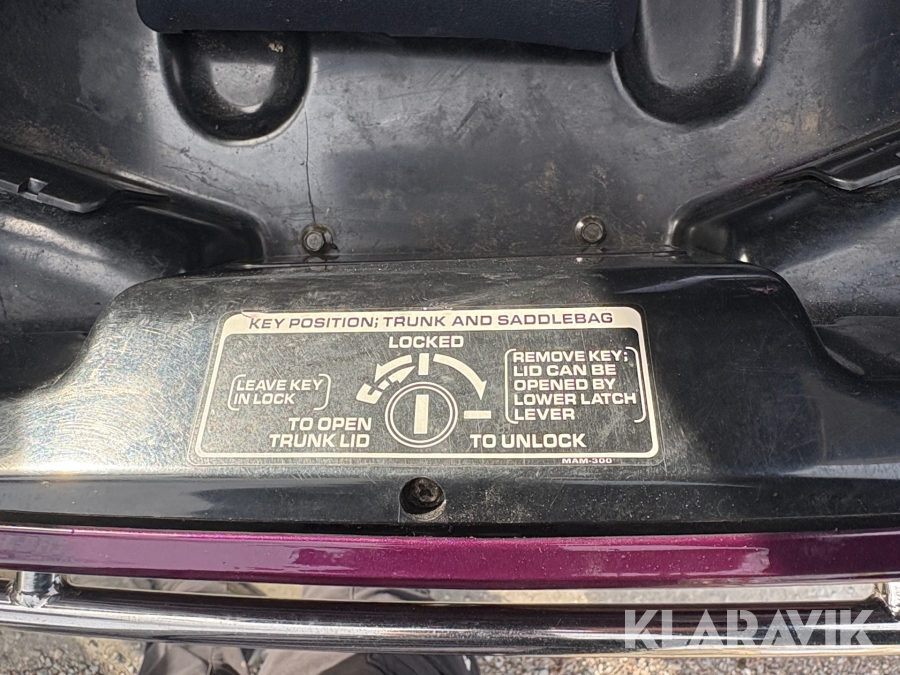 KEY POSITION; TRUNK AND SADDLEBAG
LOCKED
[LEAVE KEY
IN LOCK]
TO OPEN
TRUNK LID
[REMOVE KEY;
LID CAN BE
OPENED BY
LOWER LATCH
LEVER]
TO UNLOCK
MAM-300
KLARAVIK